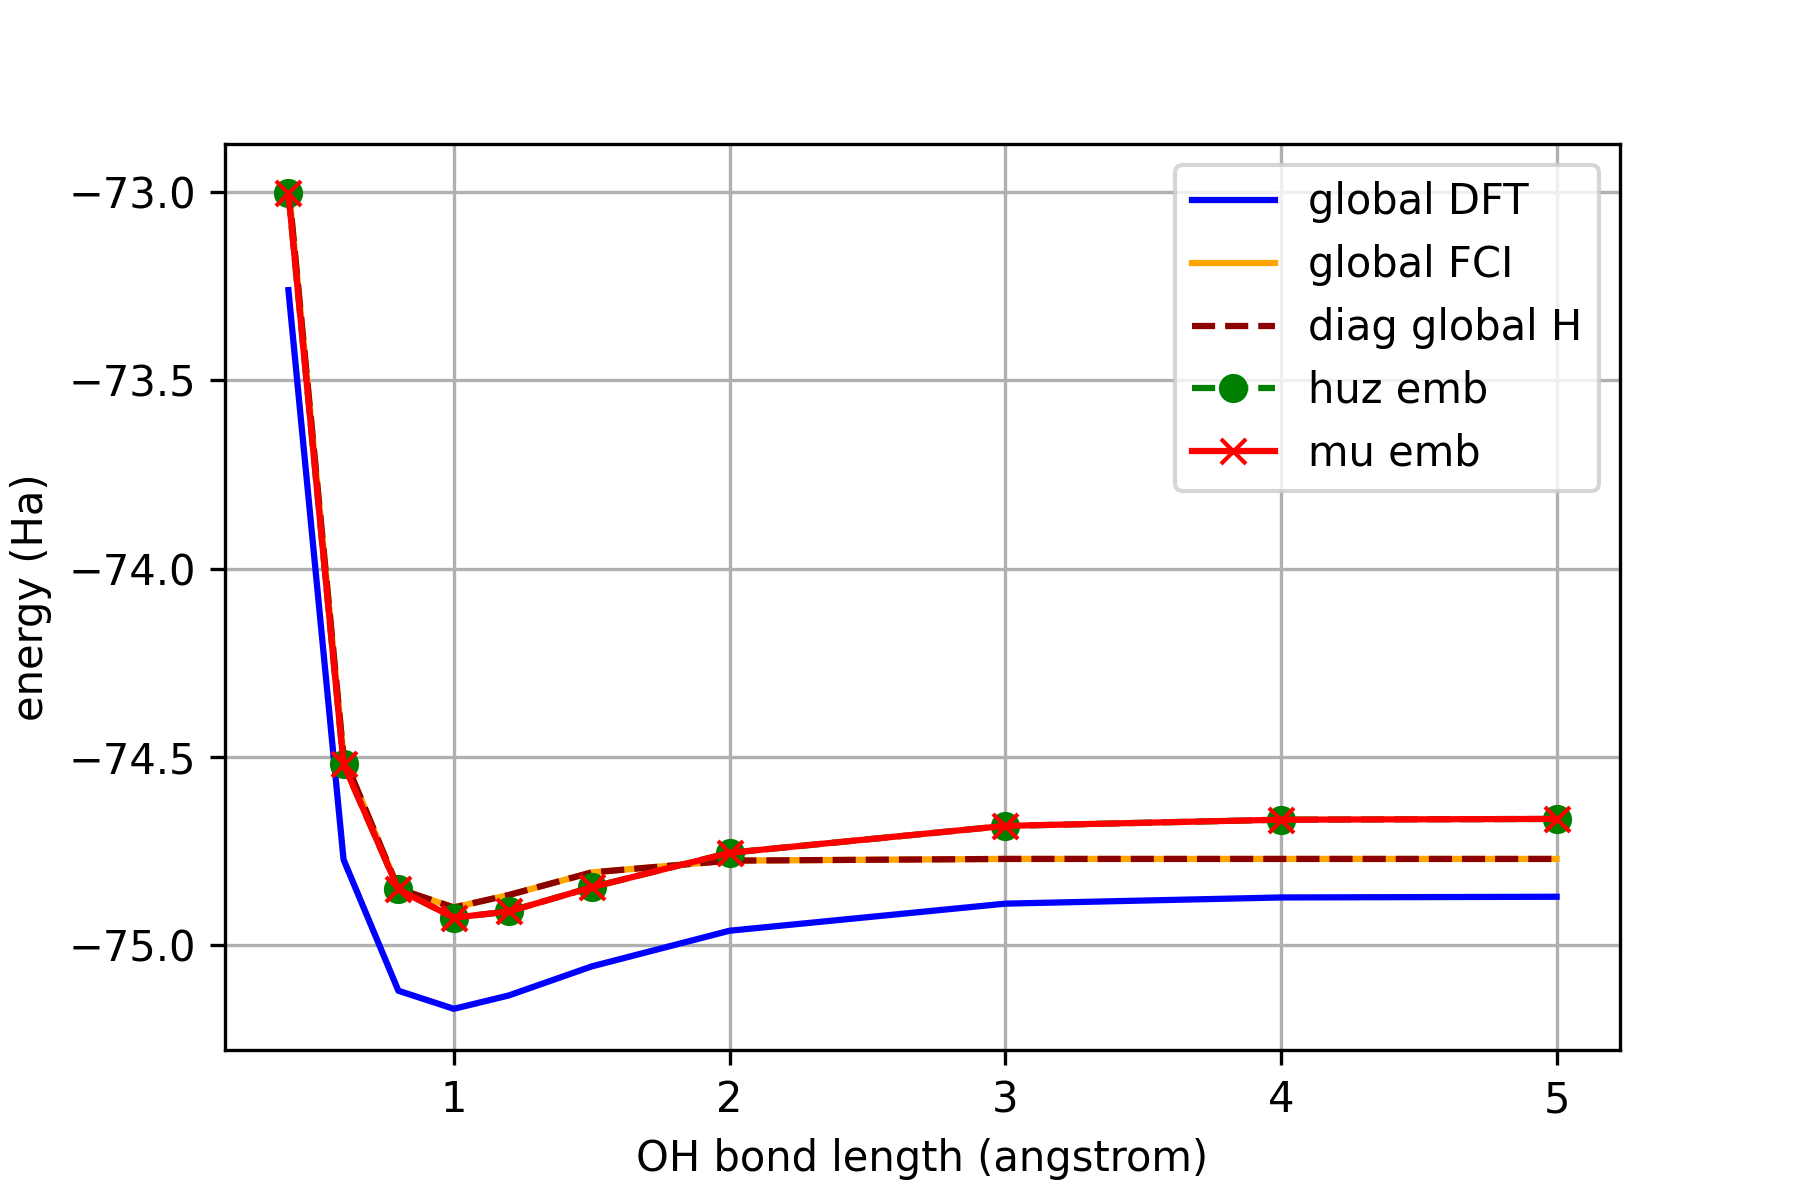 −73.0
−73.5
−74.0
−74.5
−75.0
energy (Ha)
global DFT
global FCI
diag global H
huz emb
mu emb
1 2 3 4 5
OH bond length (angstrom)